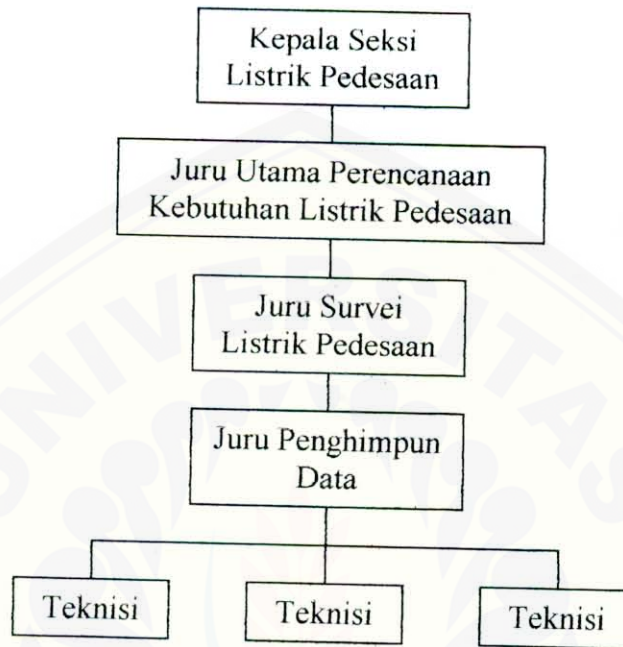 Kepala Seksi
Listrik Pedesaan
Juru Utama Perencanaan
Kebutuhan Listrik Pedesaan
Juru Survei
Listrik Pedesaan
Juru Penghimpun
Data
Teknisi
Teknisi
Teknisi
UNIVERSITAS